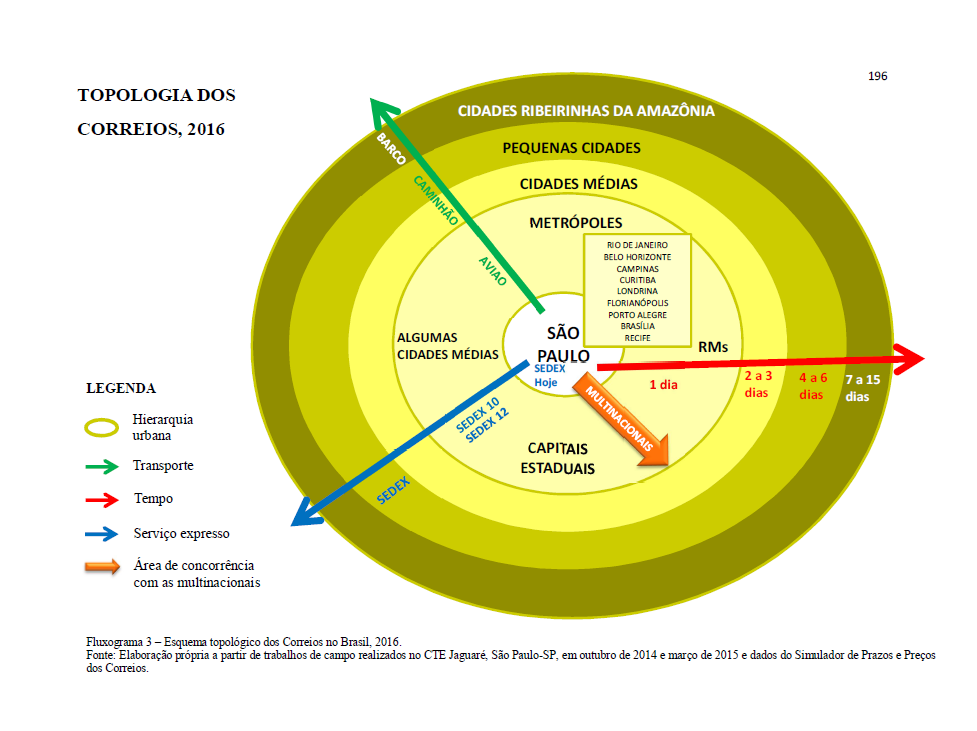 196
TOPOLOGIA DOS
CORREIOS, 2016
CIDADES RIBEIRINHAS DA AMAZÔNIA
PEQUENAS CIDADES
CIDADES MÉDIAS
METRÓPOLES
BARCO
CAMINHÃO
AVIAO
RIO DE JANEIRO
BELO HORIZONTE
CAMPINAS
CURITIBA
LONDRINA
FLORIANÓPOLIS
PORTO ALEGRE
BRASÍLIA
RECIFE
SÃO
PAULO
SEDEX
Hoje
ALGUMAS
CIDADES MÉDIAS
RMs
1 dia
2 a 3
dias
4 a 6
dias
7 a 15
dias
MULTINACIONAIS
SEDEX 10
SEDEX 12
SEDEX
CAPITAIS
ESTADUAIS
LEGENDA
Hierarquia
urbana
Transporte
Tempo
Serviço expresso
Área de concorrência
com as multinacionais
Fluxograma 3 – Esquema topológico dos Correios no Brasil, 2016.
Fonte: Elaboração própria a partir de trabalhos de campo realizados no CTE Jaguaré, São Paulo-SP, em outubro de 2014 e março de 2015 e dados do Simulador de Prazos e Preços
dos Correios.